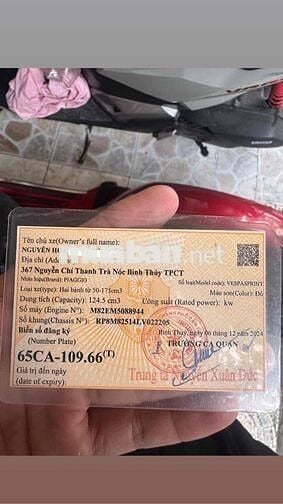 Tên chủ xe(Owner's full name):
NGUYỄN H
Địa chỉ (Add
367 Nguyễn Chí Thanh Trà Nóc Bình Thủy TPCT
Nhãn hiệu(Brand): PIAGGIO
Số loại(Model code): VESPASPRINT
Loại xe(type): Hai bánh từ 50-175cm3
Màu sơn(Color): Đỏ
Dung tích (Capacity): 124.5 cm3
Công suất (Rated power): kw
Số máy(Engine N°): M82EM5088944
Số khung(Chassis N°): RP8M82514LV022205
Biển số đăng ký
Bình Thủy, ngày 06 tháng 12 năm 2024
(Number Plate)
TRƯỞNG CA QUẬN
65CA-109.66(T)
Giá trị đến ngày
(date of expiry):
Trung tá Nguyễn Xuân Đức